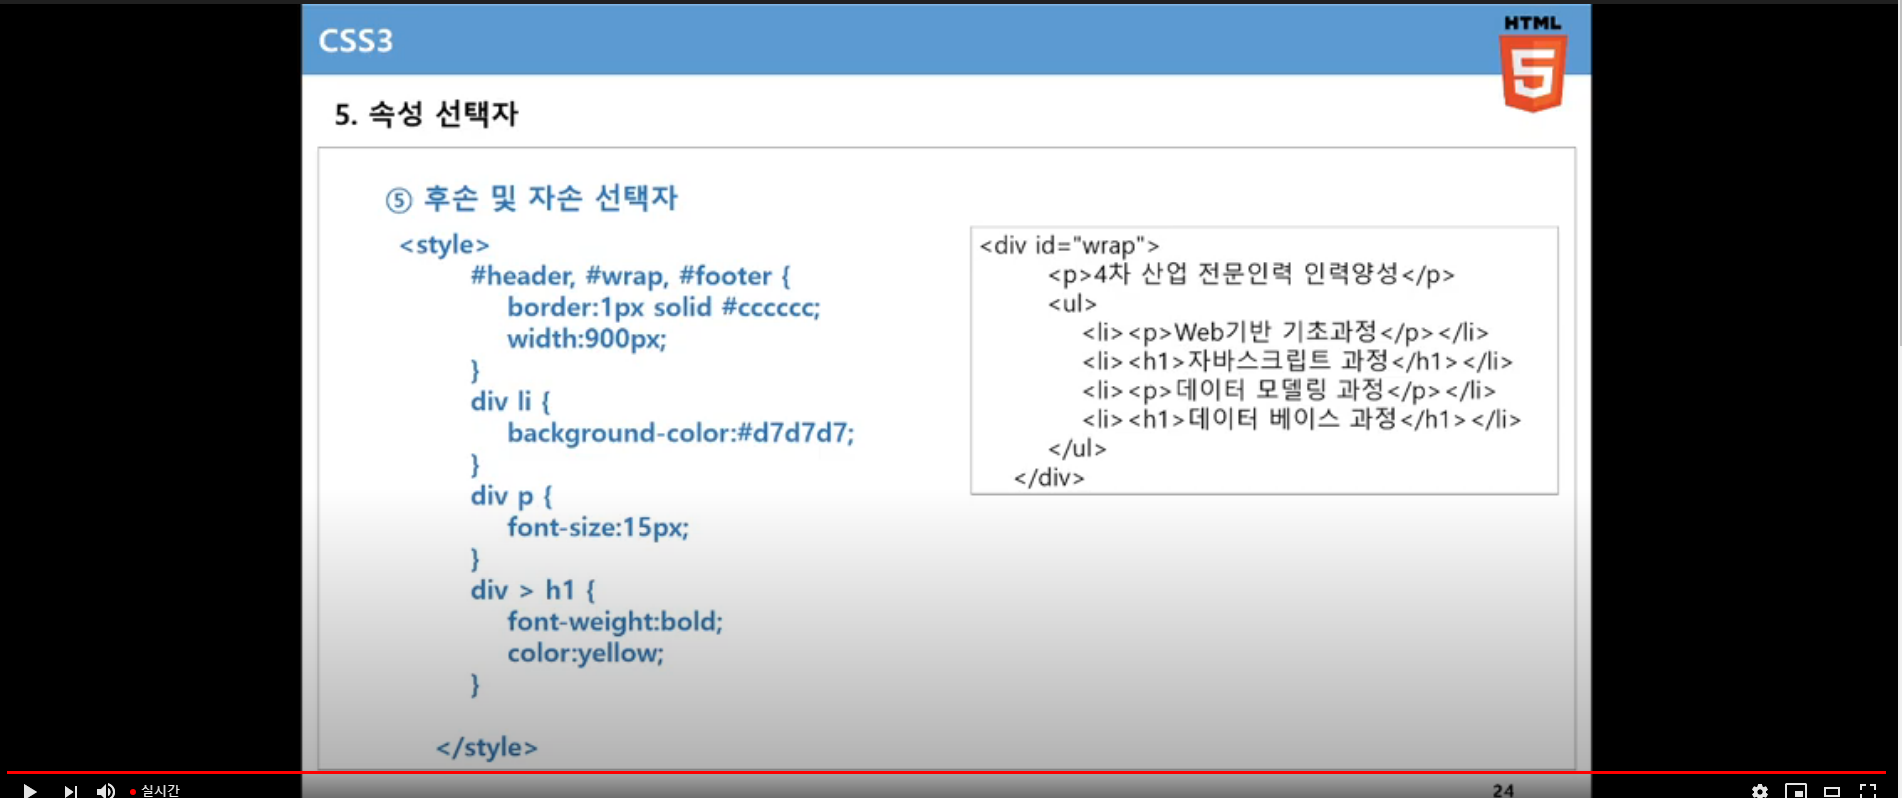 CSS3
HTML
5
5. 속성 선택자
⑤ 후손 및 자손 선택자
<style>
#header, #wrap, #footer {
border:1px solid #cccccc;
width:900px;
}
div li {
background-color:#d7d7d7;
}
div p {
font-size:15px;
}
div > h1 {
font-weight:bold;
color:yellow;
}
</style>
<div id="wrap">
<p>4차 산업 전문인력 인력양성</p>
<ul>
<li><p>Web기반 기초과정</p></li>
<li><h1>자바스크립트 과정</h1></li>
<li><p>데이터 모델링 과정</p></li>
<li><h1>데이터 베이스 과정</h1></li>
</ul>
</div>
24
실시간